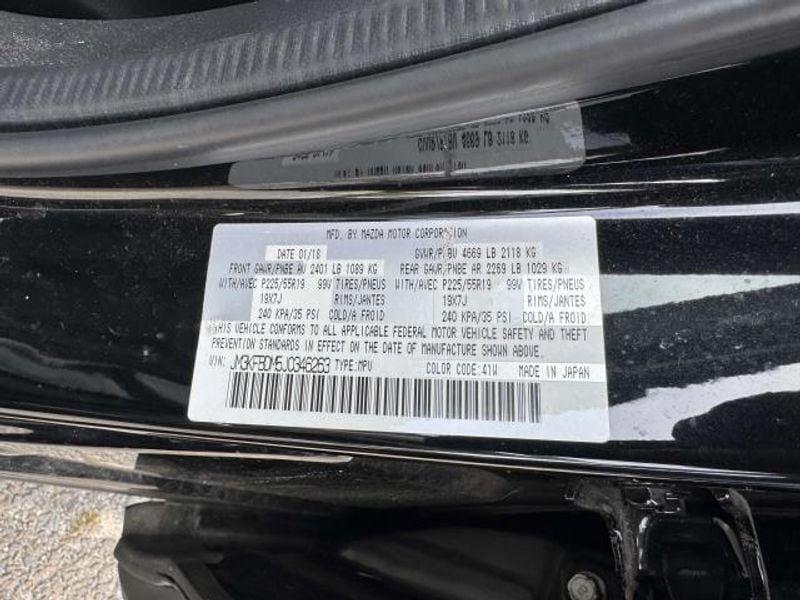 MFD. BY MAZDA MOTOR CORPORATION
DATE 01/18 GVWR/P BV 4669 LB 2118 KG
FRONT GAWR/PNBE AV 2401 LB 1089 KG REAR GAWR/PNBE AR 2269 LB 1029 KG
WITH/AVEC P225/55R19 99V TIRES/PNEUS WITH/AVEC P225/55R19 99V TIRES/PNEUS
19X7J RIMS/JANTES 19X7J RIMS/JANTES
240 KPA/35 PSI COLD/A FROID 240 KPA/35 PSI COLD/A FROID
THIS VEHICLE CONFORMS TO ALL APPLICABLE FEDERAL MOTOR VEHICLE SAFETY AND THEFT
PREVENTION STANDARDS IN EFFECT ON THE DATE OF MANUFACTURE SHOWN ABOVE.
VIN: JM3KFBDM5J0346263 TYPE:MPV COLOR CODE:41W MADE IN JAPAN